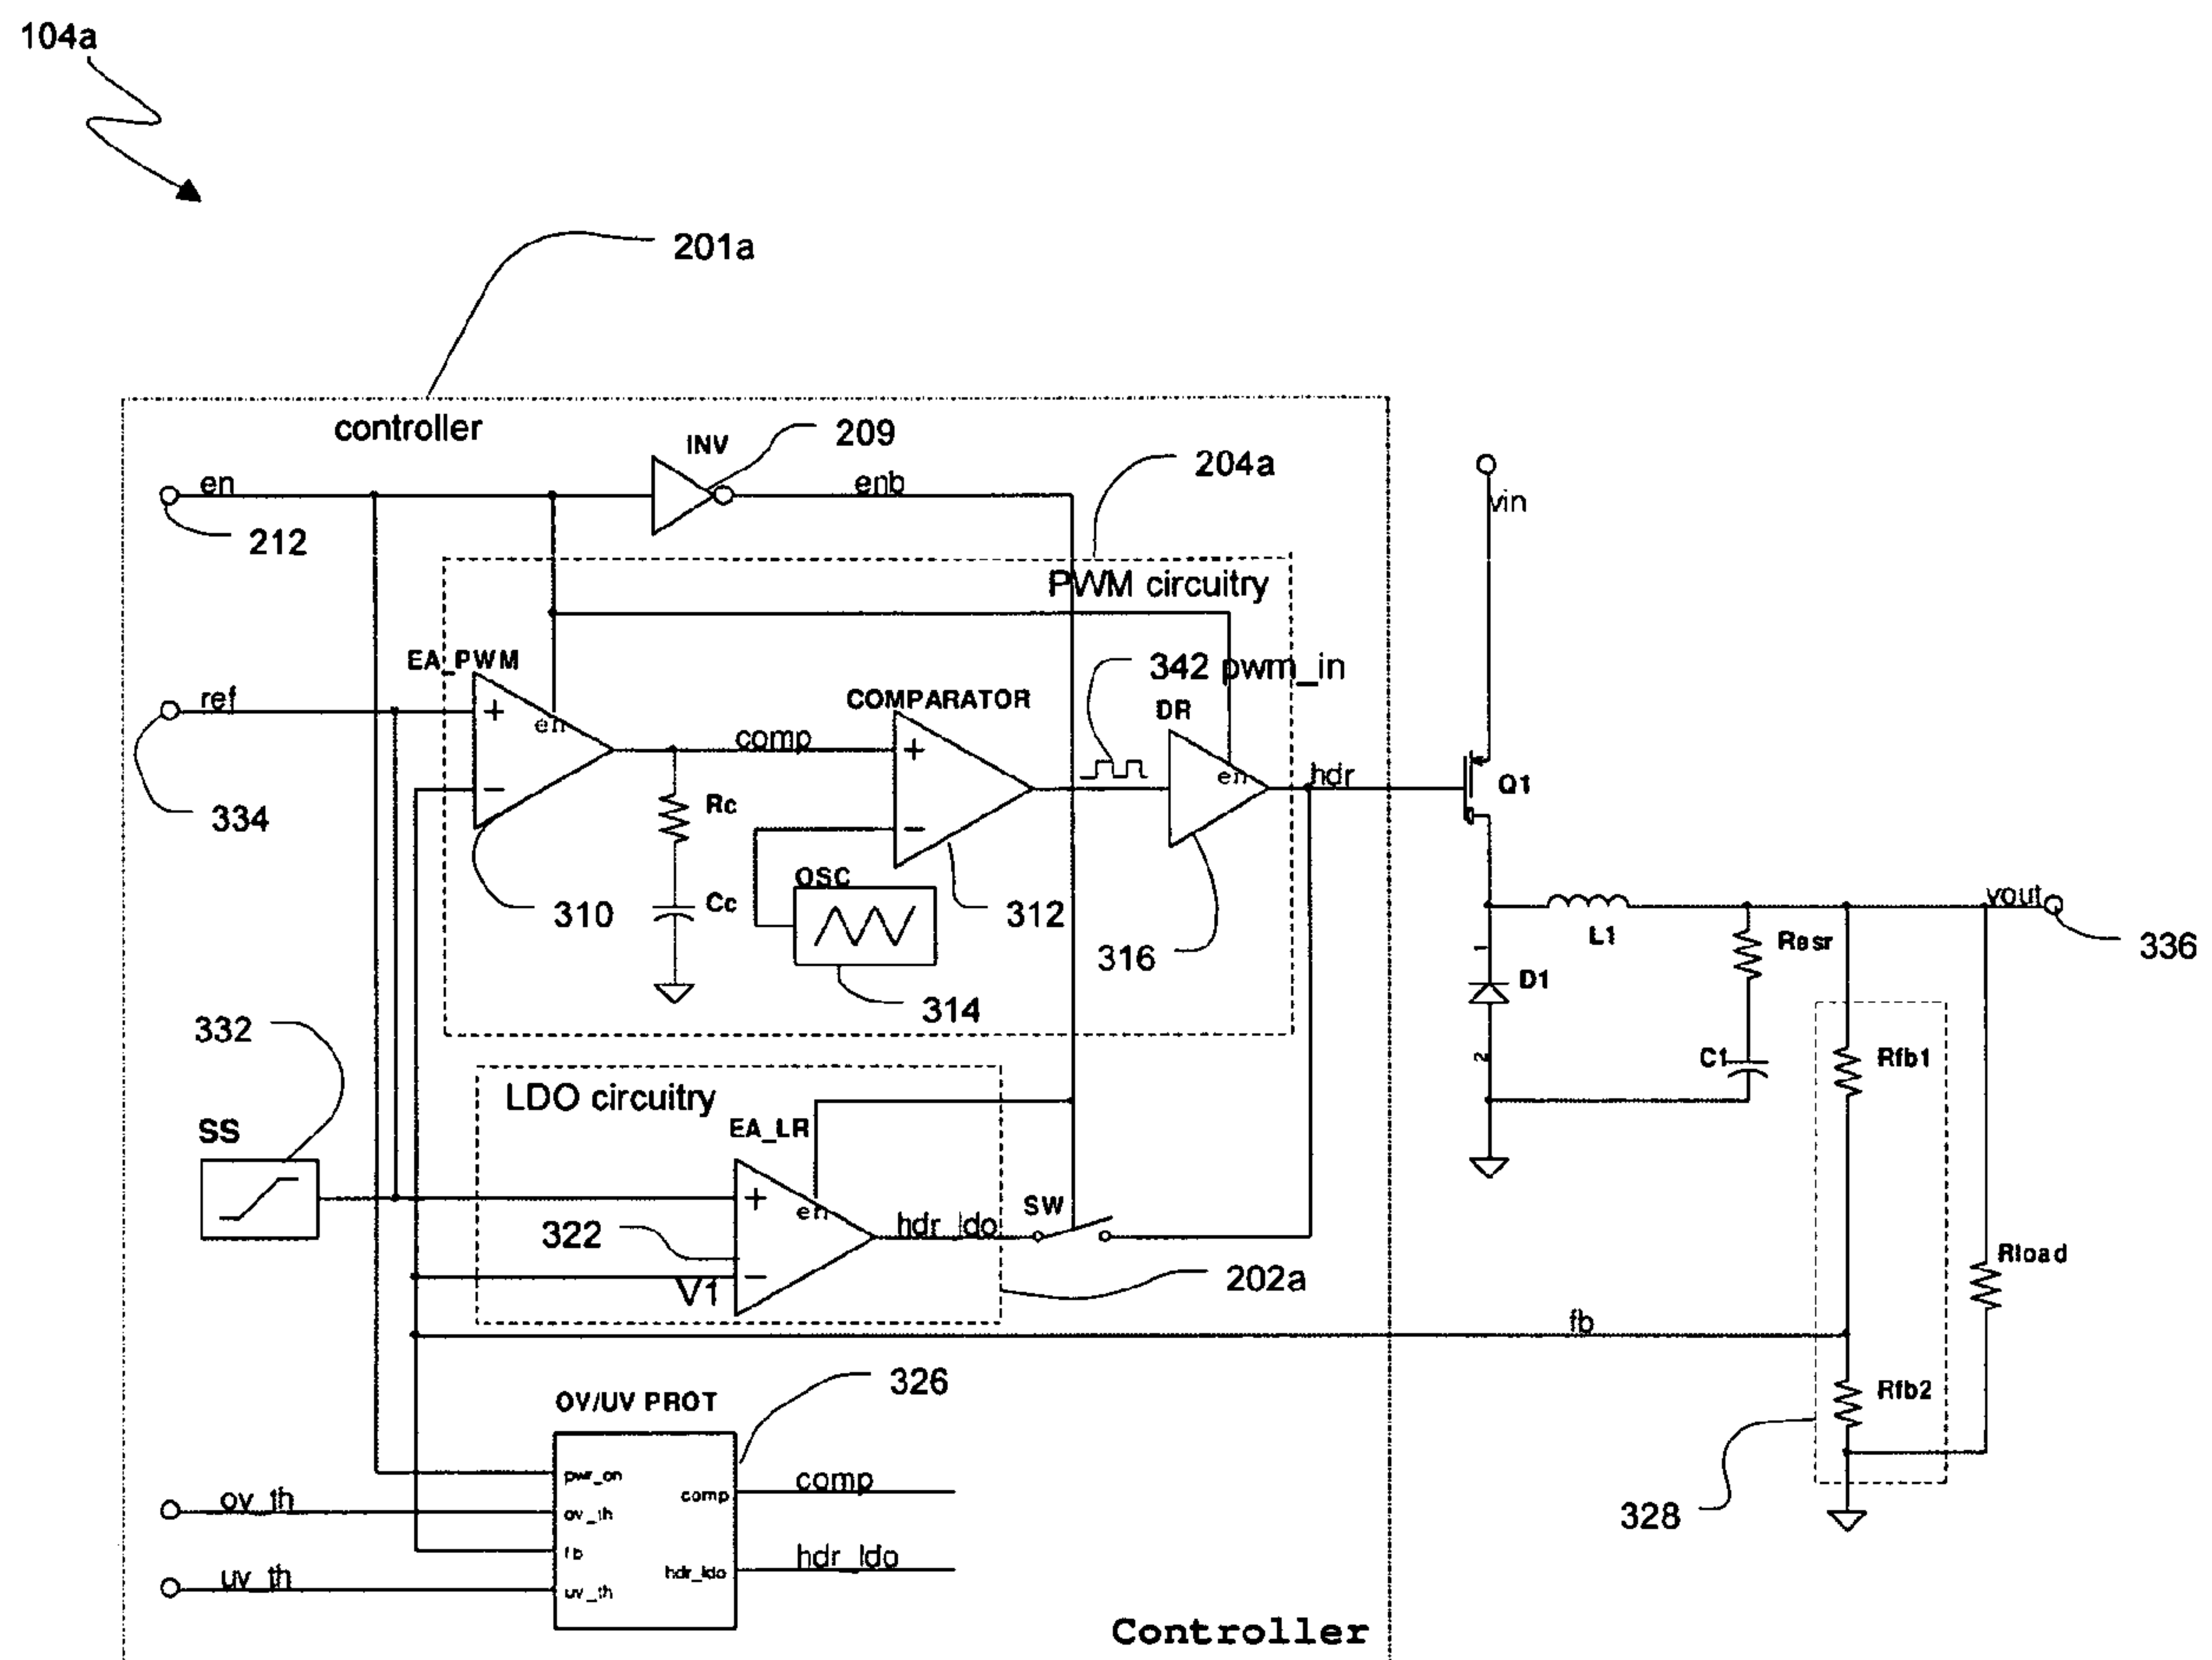 104a
201a
controller
INV
209
204a
en
enb
vin
212
PWM circuitry
EA_PWM
342 pwm_in
ref
en
COMPARATOR
DR
+
comp
+
en
hdr
Q1
-
Rc
334
-
OSC
vout
Cc
310
312
L1
Resr
336
316
1
D1
314
332
2
C1
Rfb1
LDO circuitry
SS
EA_LR
+
en
SW
322
hdr_ldo
Rload
V1
-
202a
fb
326
OV/UV PROT
Rfb2
pwr_on
comp
comp
ov_th
ov_th
328
fb
hdr_ldo
hdr_ldo
uv_th
uv_th
Controller